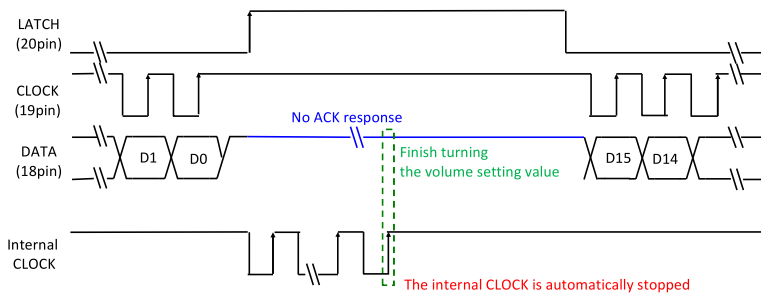 LATCH
(20pin)
CLOCK
(19pin)
No ACK response
DATA
(18pin)
D1
D0
D15
D14
Finish turning
the volume setting value
Internal
CLOCK
The internal CLOCK is automatically stopped